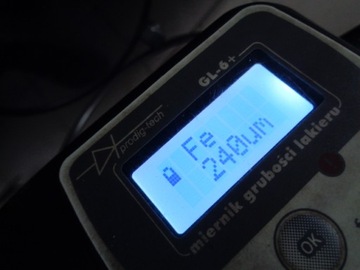 GL-6+
prodig-tech
Fe
240um
miernik grubości lakieru
OK